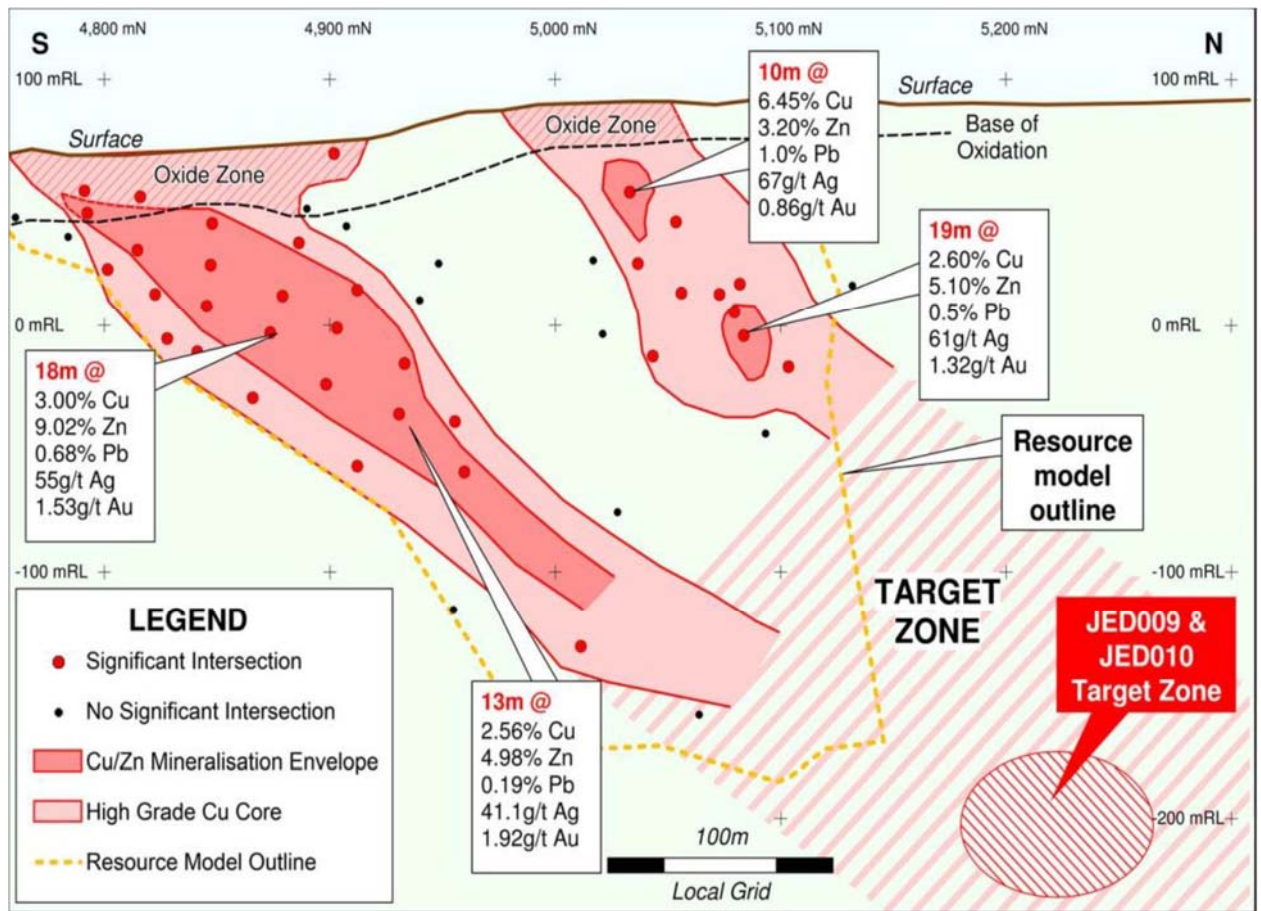 4,800 mN
4,900 mN
5,000 mN
5,100 mN
5,200 mN
S
N
100 mRL
100 mRL
Surface
Surface
Oxide Zone
Oxide Zone
Base of
Oxidation
10m @
6.45% Cu
3.20% Zn
1.0% Pb
67g/t Ag
0.86g/t Au
19m @
2.60% Cu
5.10% Zn
0.5% Pb
61g/t Ag
1.32g/t Au
0 mRL
0 mRL
18m @
3.00% Cu
9.02% Zn
0.68% Pb
55g/t Ag
1.53g/t Au
Resource
model
outline
-100 mRL
-100 mRL
TARGET
ZONE
JED009 &
JED010
Target Zone
13m @
2.56% Cu
4.98% Zn
0.19% Pb
41.1g/t Ag
1.92g/t Au
-200 mRL
LEGEND
Significant Intersection
No Significant Intersection
Cu/Zn Mineralisation Envelope
High Grade Cu Core
Resource Model Outline
100m
Local Grid